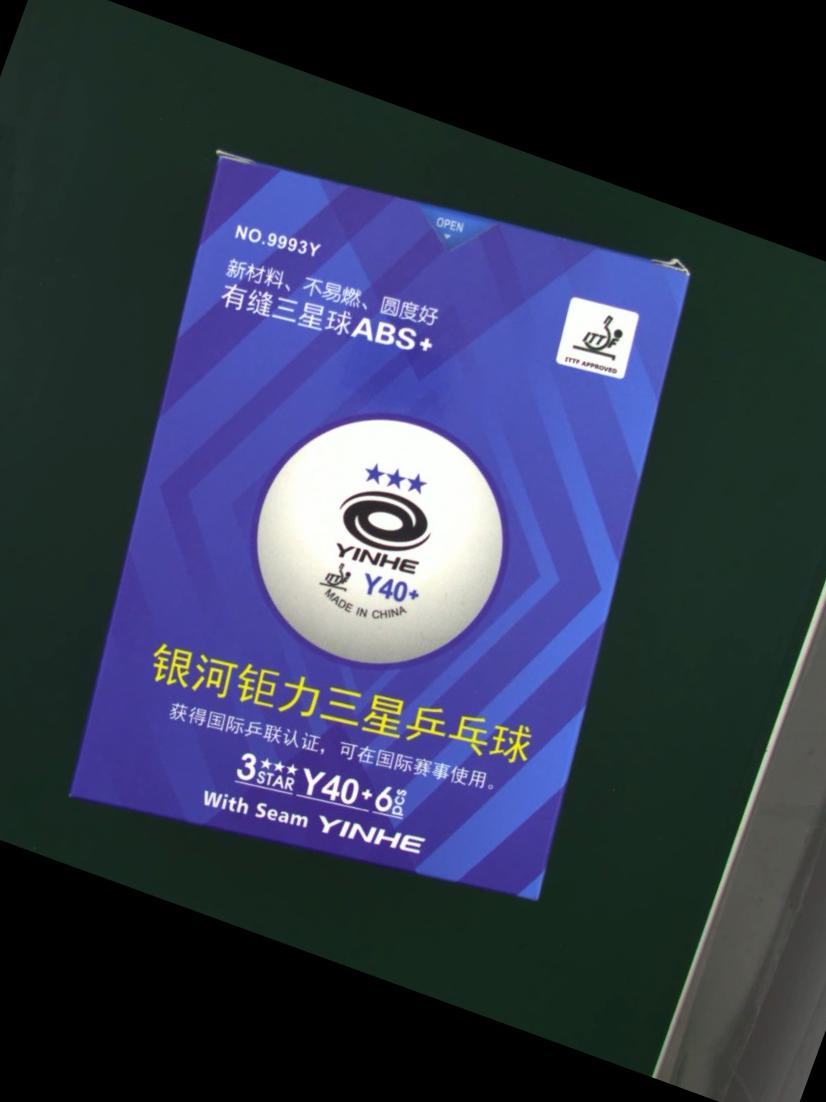 OPEN
NO.9993Y
新材料、不易燃、圆度好
有缝三星球ABS+
ITTF
ITTF APPROVED
YINHE
ITTF Y40+
MADE IN CHINA
银河钜力三星乒乓球
获得国际乒联认证，可在国际赛事使用。
3 STAR Y40+ 6 pcs
With Seam YINHE